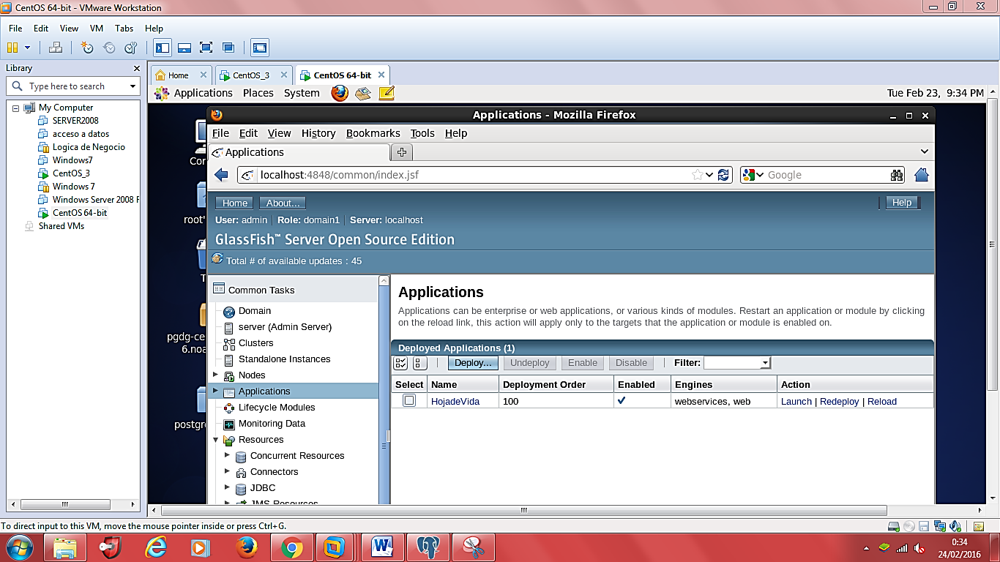 CentOS 64-bit - VMware Workstation
File Edit View VM Tabs Help
Library
Type here to search
My Computer
SERVER2008
acceso a datos
Logica de Negocio
Windows7
CentOS_3
Windows 7
Windows Server 2008 F
CentOS 64-bit
Shared VMs
Home CentOS_3 CentOS 64-bit
Applications Places System Tue Feb 23, 9:34 PM
Cor
root'
T
pgdg-ce
6.noa
postgre
Applications - Mozilla Firefox
File Edit View History Bookmarks Tools Help
Applications
localhost:4848/common/index.jsf Google
Home About... Help
User: admin Role: domain1 Server: localhost
GlassFish™ Server Open Source Edition
Total # of available updates : 45
Common Tasks
Domain
server (Admin Server)
Clusters
Standalone Instances
Nodes
Applications
Lifecycle Modules
Monitoring Data
Resources
Concurrent Resources
Connectors
JDBC
JMS Resources
Applications
Applications can be enterprise or web applications, or various kinds of modules. Restart an application or module by clicking
on the reload link, this action will apply only to the targets that the application or module is enabled on.
Deployed Applications (1)
Deploy... Undeploy Enable Disable Filter:
Select Name Deployment Order Enabled Engines Action
HojadeVida 100 webservices, web Launch | Redeploy | Reload
To direct input to this VM, move the mouse pointer inside or press Ctrl+G.
0:34
24/02/2016